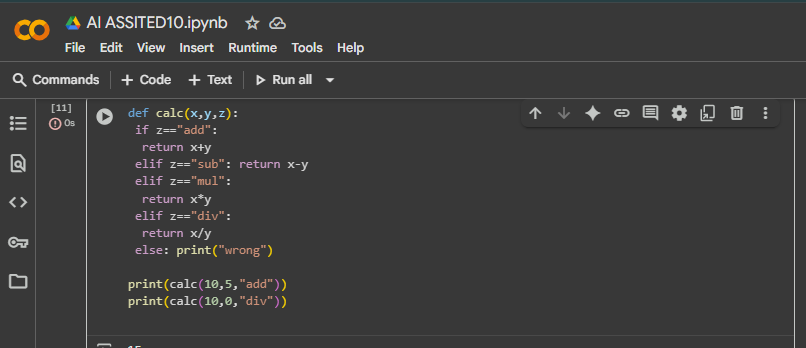 AI ASSITED10.ipynb
File Edit View Insert Runtime Tools Help
Commands + Code + Text Run all
[11]
0s
def calc(x,y,z):
 if z=="add":
  return x+y
 elif z=="sub": return x-y
 elif z=="mul":
  return x*y
 elif z=="div":
  return x/y
 else: print("wrong")
print(calc(10,5,"add"))
print(calc(10,0,"div"))